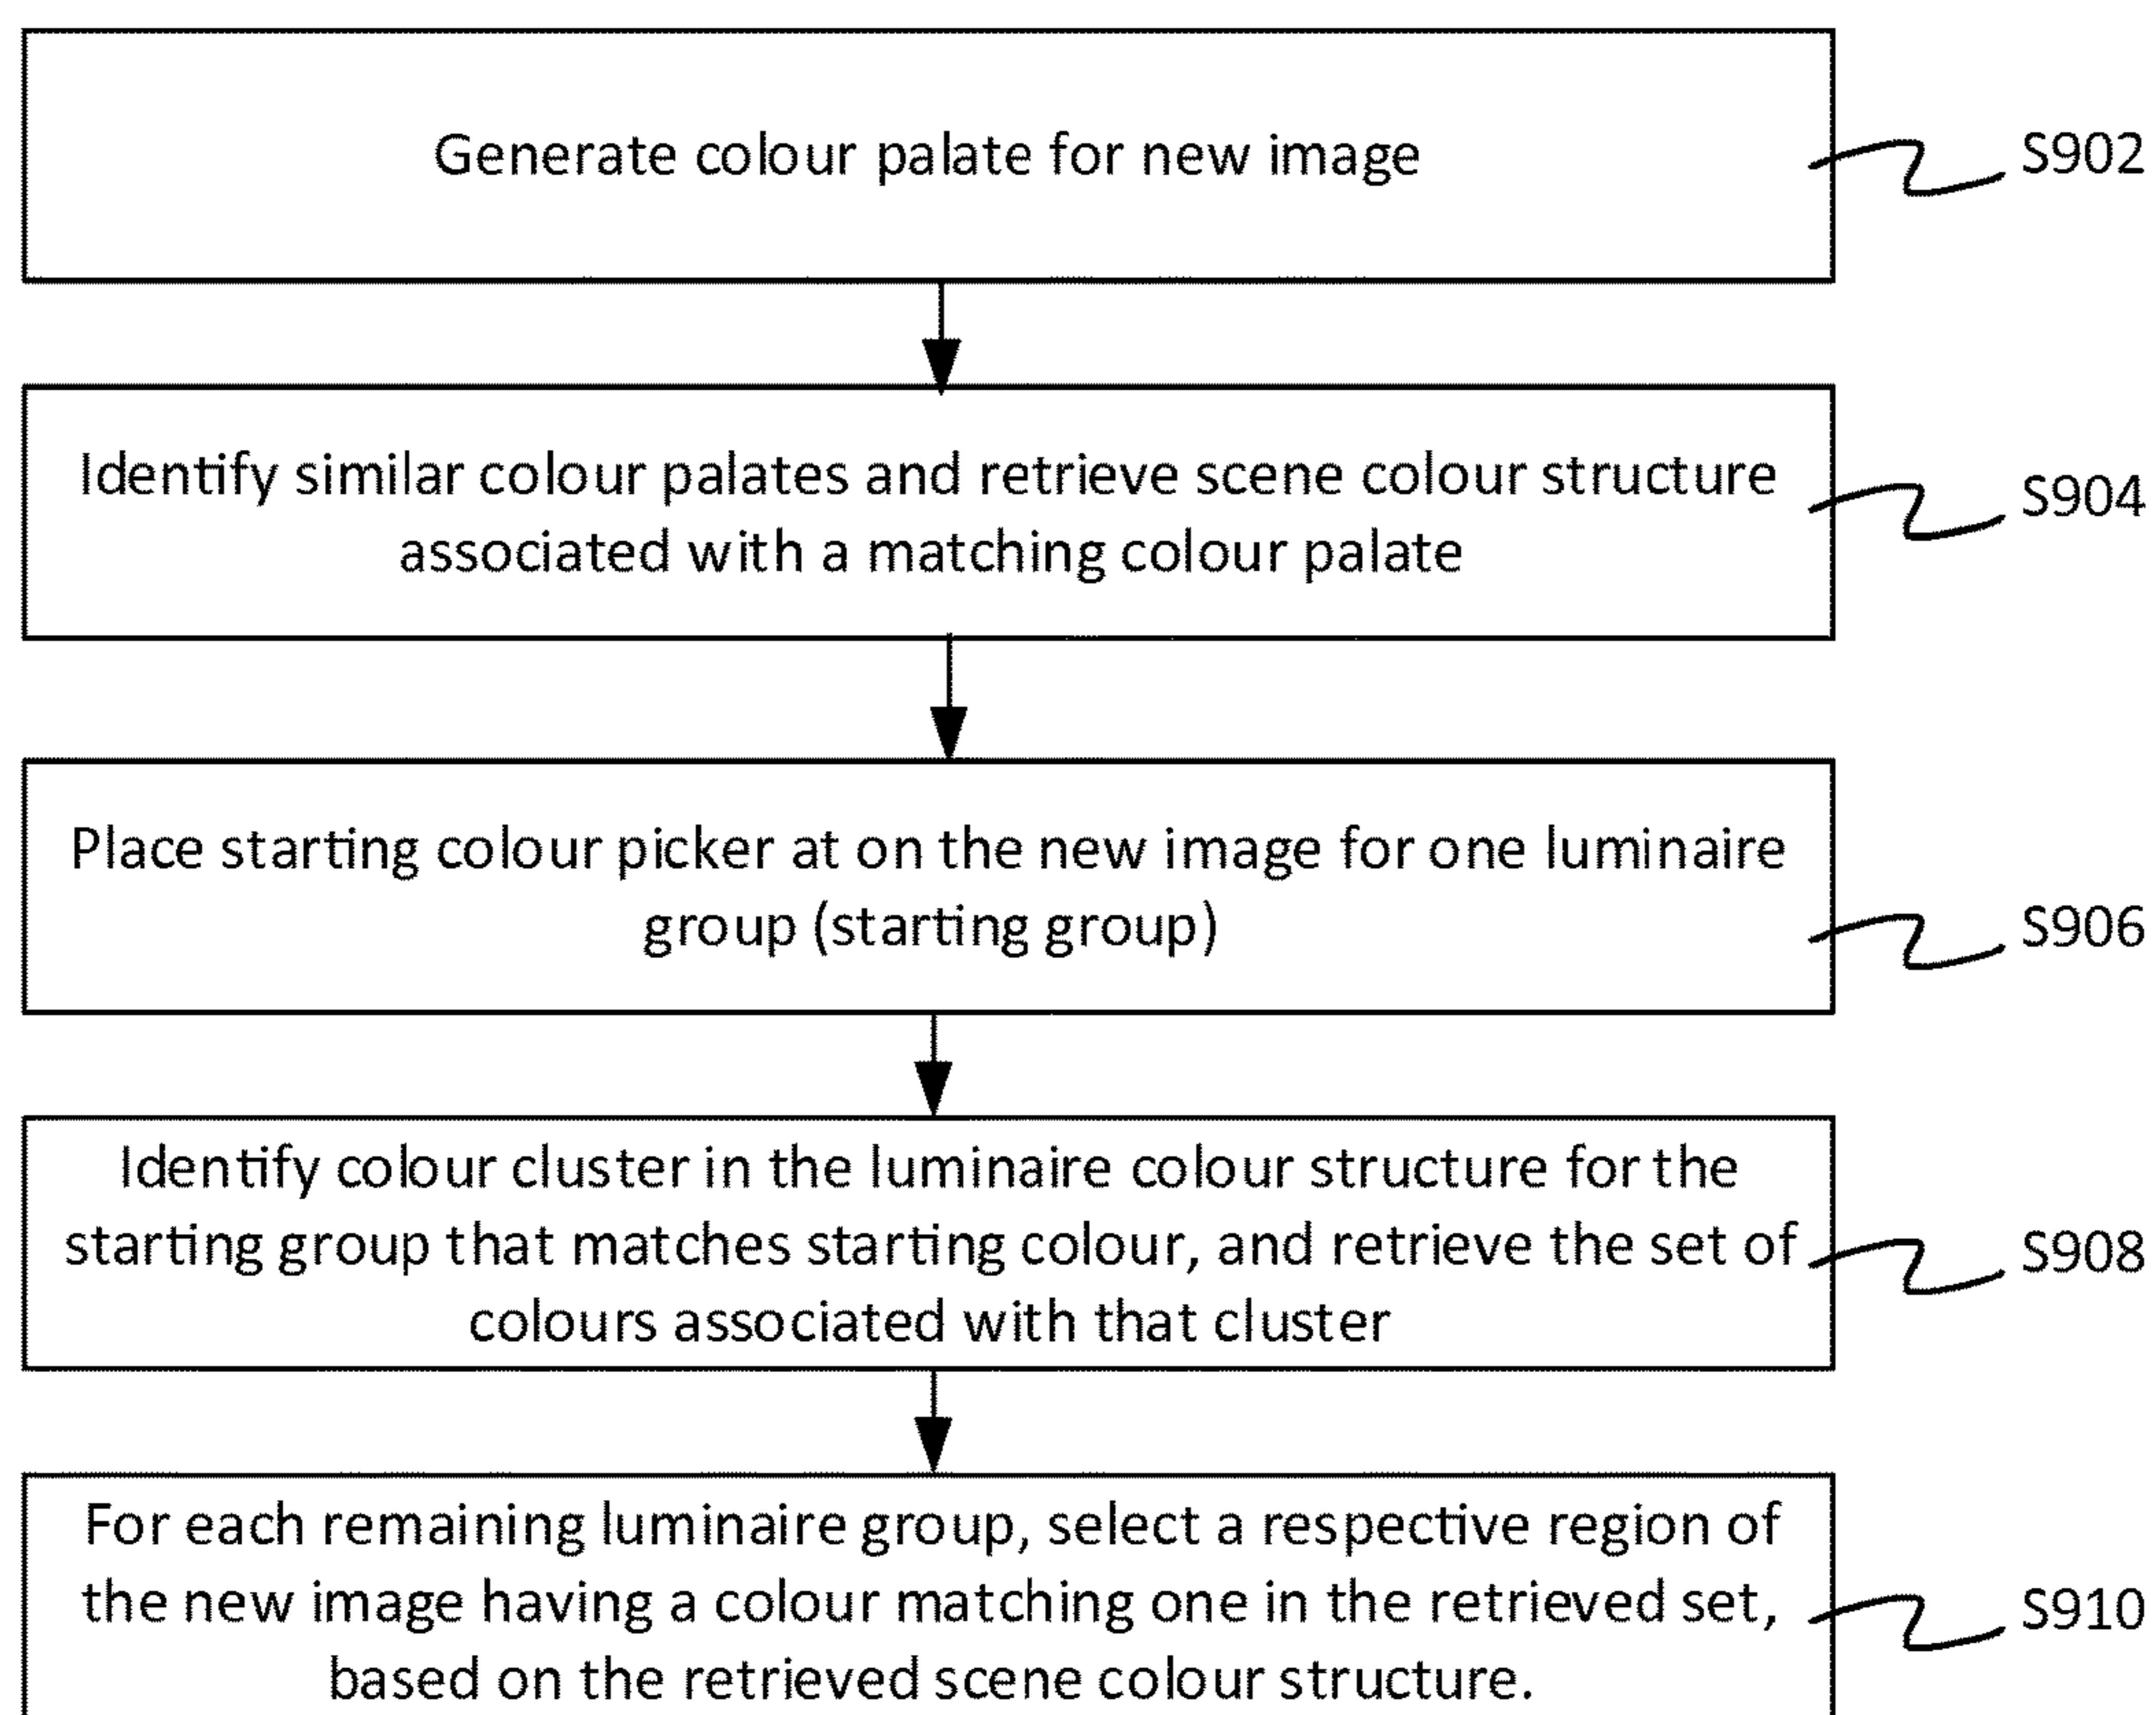 Generate colour palate for new image
S902
Identify similar colour palates and retrieve scene colour structure
associated with a matching colour palate
S904
Place starting colour picker at on the new image for one luminaire
group (starting group)
S906
Identify colour cluster in the luminaire colour structure for the
starting group that matches starting colour, and retrieve the set of
colours associated with that cluster
S908
For each remaining luminaire group, select a respective region of
the new image having a colour matching one in the retrieved set,
based on the retrieved scene colour structure.
S910